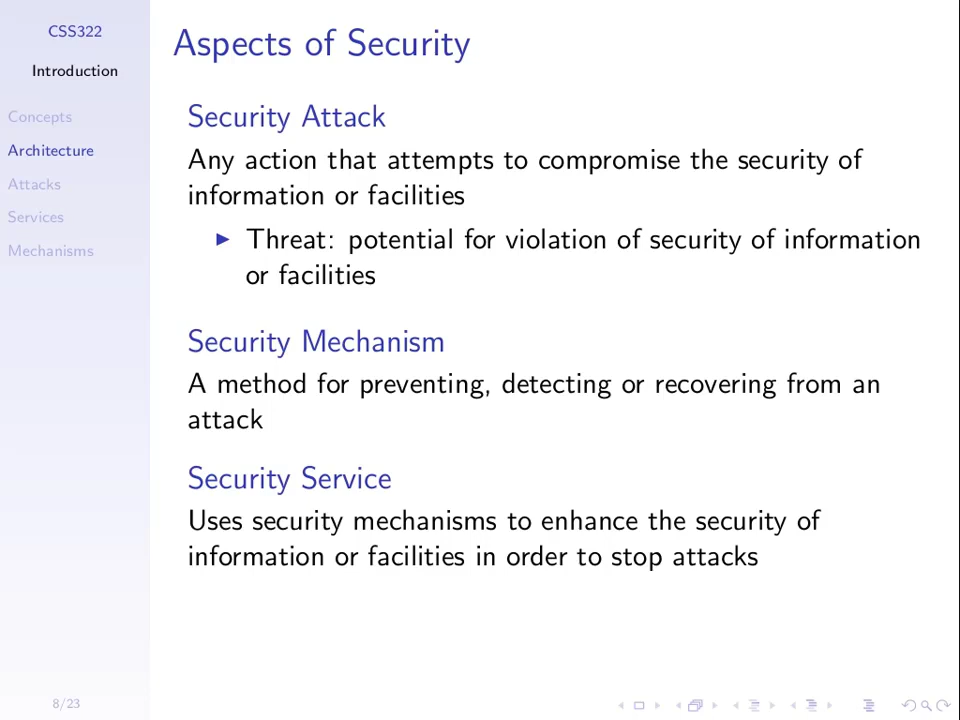 CSS322
Introduction
Concepts
Architecture
Attacks
Services
Mechanisms
8/23
Aspects of Security
Security Attack
Any action that attempts to compromise the security of
information or facilities
Threat: potential for violation of security of information
or facilities
Security Mechanism
A method for preventing, detecting or recovering from an
attack
Security Service
Uses security mechanisms to enhance the security of
information or facilities in order to stop attacks